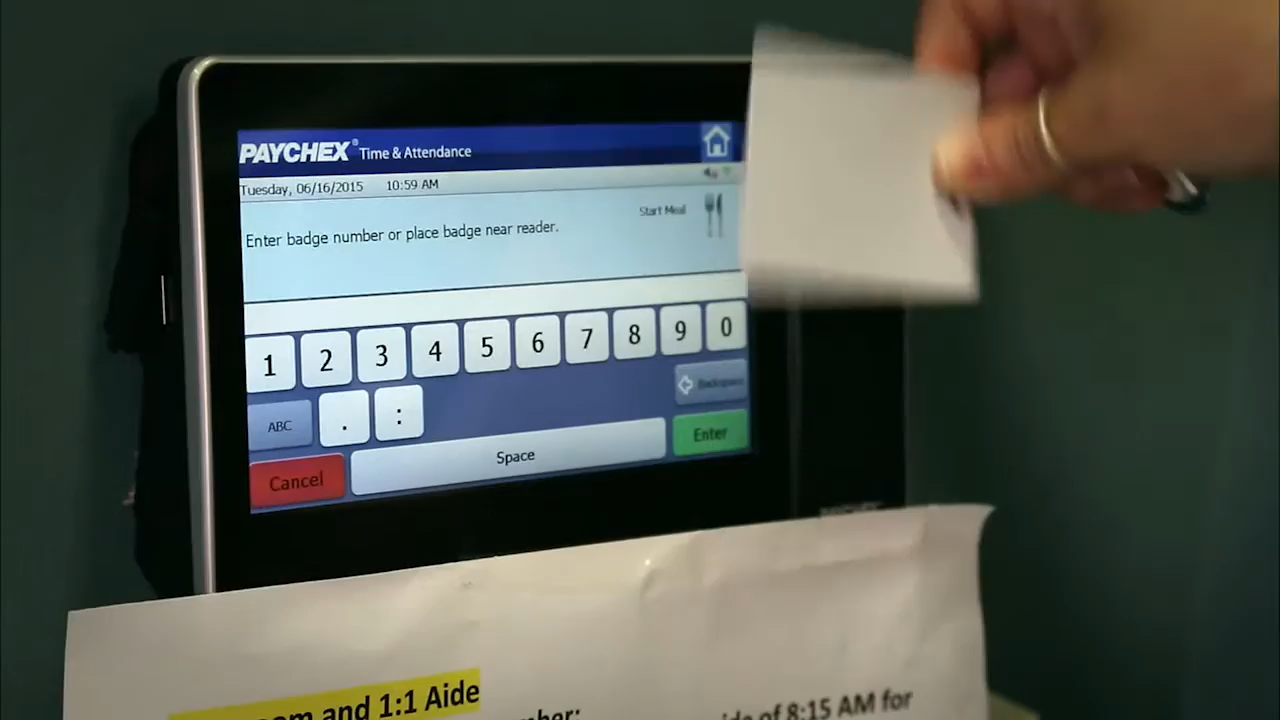 PAYCHEX® Time & Attendance
Tuesday, 06/16/2015 10:59 AM
Start Meal
Enter badge number or place badge near reader.
1 2 3 4 5 6 7 8 9 0
ABC . : Backspace
Cancel Space Enter
and 1:1 Aide
of 8:15 AM for